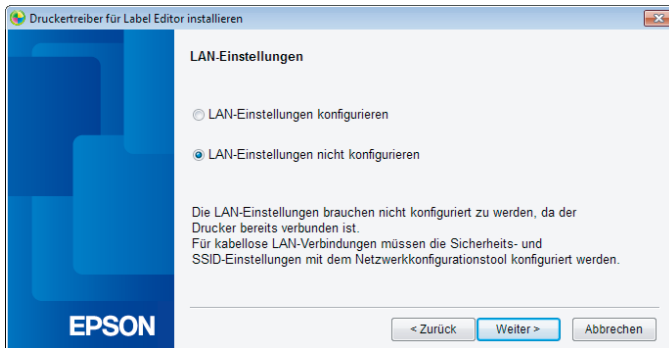 Druckertreiber für Label Editor installieren
LAN-Einstellungen
LAN-Einstellungen konfigurieren
LAN-Einstellungen nicht konfigurieren
Die LAN-Einstellungen brauchen nicht konfiguriert zu werden, da der
Drucker bereits verbunden ist.
Für kabellose LAN-Verbindungen müssen die Sicherheits- und
SSID-Einstellungen mit dem Netzwerkkonfigurationstool konfiguriert werden.
EPSON
< Zurück Weiter > Abbrechen